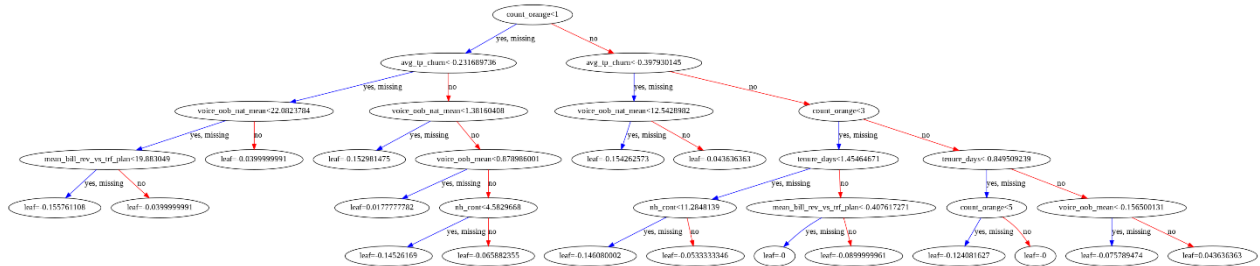 count_orange<1
yes, missing
no
avg_tp_churn<-0.231689736
avg_tp_churn<-0.397930145
yes, missing
no
yes, missing
no
voice_oob_nat_mean<22.0823784
voice_oob_nat_mean<1.38160408
voice_oob_nat_mean<12.5428982
count_orange<3
yes, missing
no
yes, missing
no
yes, missing
no
yes, missing
no
mean_bill_rev_vs_trf_plan<19.883049
leaf=-0.0399999991
leaf=-0.152981475
voice_oob_mean<0.878986001
leaf=-0.154262573
leaf=-0.043636363
tenure_days<1.45464671
tenure_days<-0.849509239
yes, missing
no
yes, missing
no
yes, missing
no
yes, missing
no
leaf=-0.155761108
leaf=-0.0399999991
leaf=0.0177777782
nb_cont<4.5829668
nb_cont<11.2848139
mean_bill_rev_vs_trf_plan<-0.407617271
count_orange<5
voice_oob_mean<-0.156500131
yes, missing
no
yes, missing
no
yes, missing
no
yes, missing
no
yes, missing
no
leaf=-0.14526169
leaf=-0.065882355
leaf=-0.146080002
leaf=-0.0533333346
leaf=-0
leaf=-0.0899999961
leaf=-0.124081627
leaf=-0
leaf=-0.075789474
leaf=0.043636363